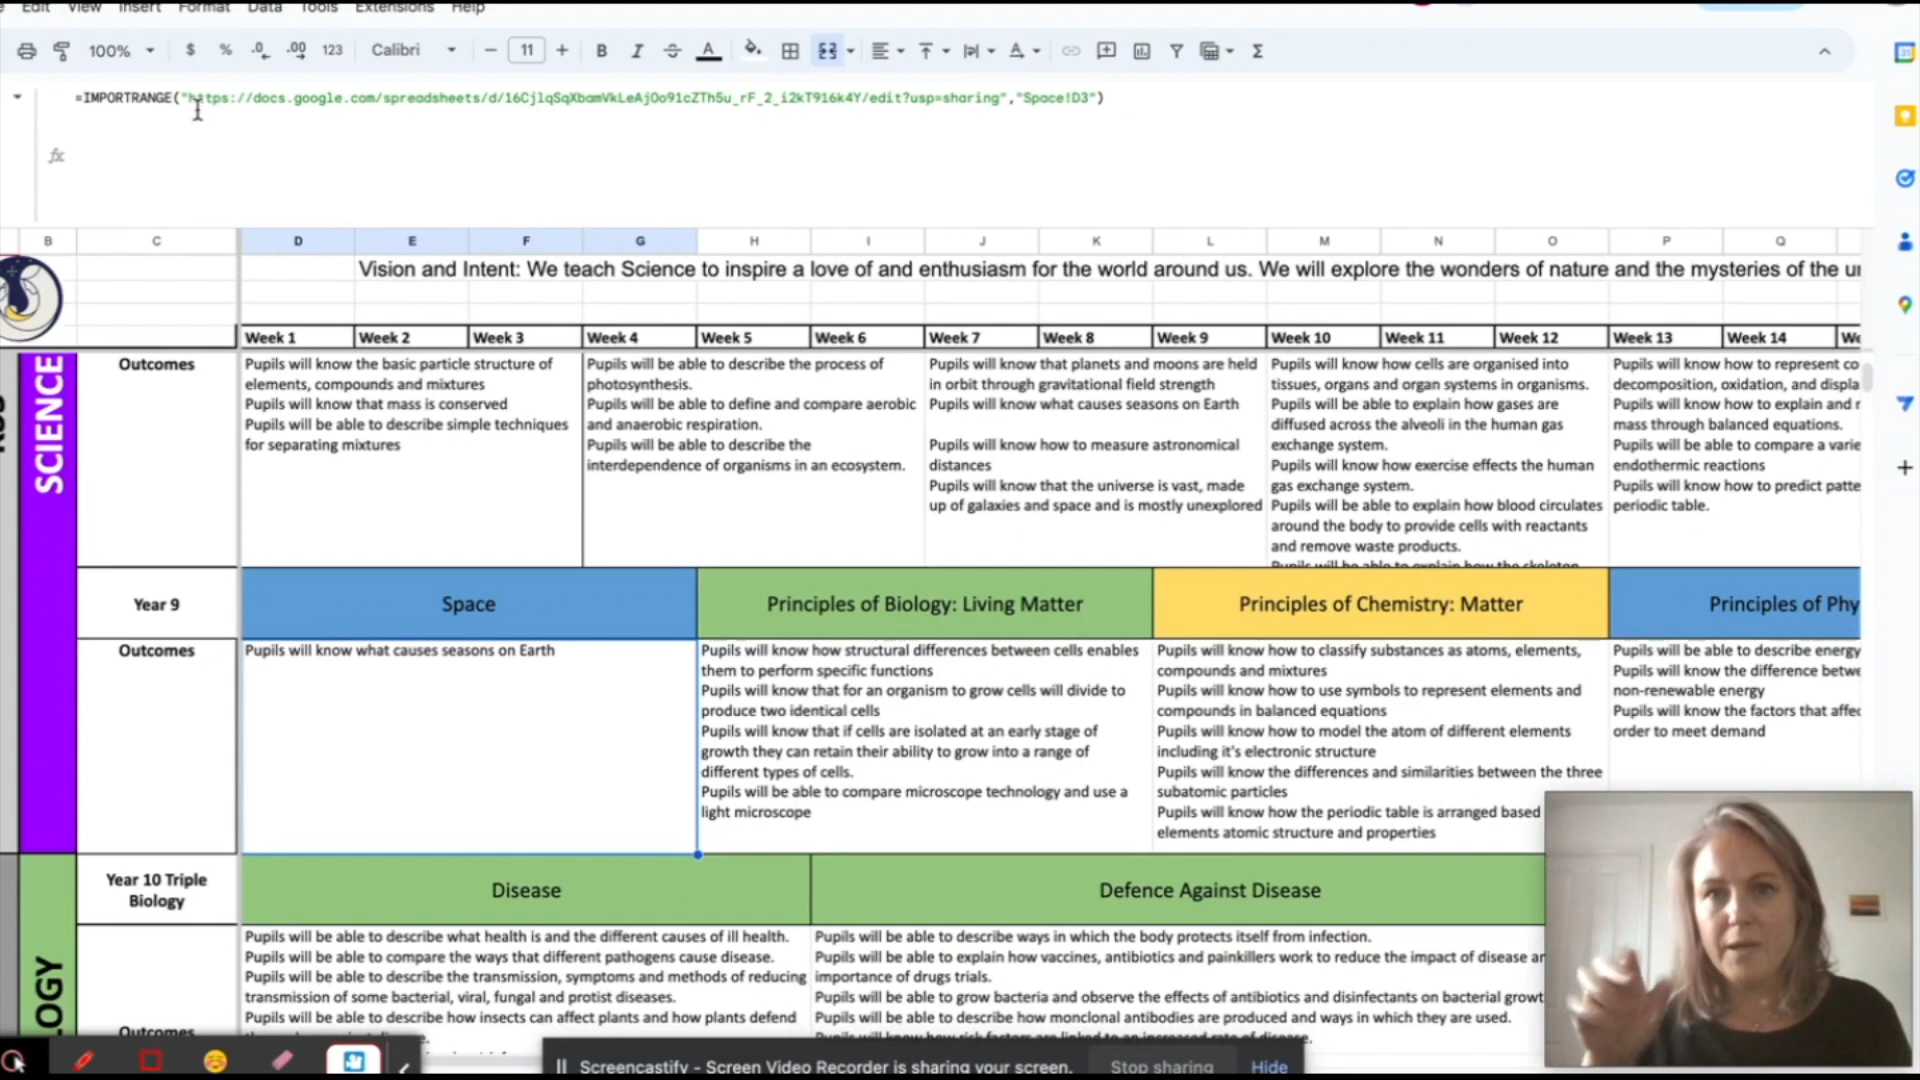 Edit View Insert Format Data Tools Extensions Help
100% $ % .0 .00 123 Calibri 11 B I A Σ
=IMPORTRANGE("https://docs.google.com/spreadsheets/d/16CjlqSqXbamVkLeAjOo91cZTh5u_rF_2_i2kT916k4Y/edit?usp=sharing","Space!D3")
fx
B C D E F G H I J K L M N O P Q
Vision and Intent: We teach Science to inspire a love of and enthusiasm for the world around us. We will explore the wonders of nature and the mysteries of the
Week 1 Week 2 Week 3 Week 4 Week 5 Week 6 Week 7 Week 8 Week 9 Week 10 Week 11 Week 12 Week 13 Week 14
SCIENCE
Outcomes
Pupils will know the basic particle structure of
elements, compounds and mixtures
Pupils will know that mass is conserved
Pupils will be able to describe simple techniques
for separating mixtures
Pupils will be able to describe the process of
photosynthesis.
Pupils will be able to define and compare aerobic
and anaerobic respiration.
Pupils will be able to describe the
interdependence of organisms in an ecosystem.
Pupils will know that planets and moons are held
in orbit through gravitational field strength
Pupils will know what causes seasons on Earth
Pupils will know how to measure astronomical
distances
Pupils will know that the universe is vast, made
up of galaxies and space and is mostly unexplored
Pupils will know how cells are organised into
tissues, organs and organ systems in organisms.
Pupils will be able to explain how gases are
diffused across the alveoli in the human gas
exchange system.
Pupils will know how exercise effects the human
gas exchange system.
Pupils will be able to explain how blood circulates
around the body to provide cells with reactants
and remove waste products.
Pupils will be able to explain how the skeleton
Pupils will know how to represent
decomposition, oxidation, and
Pupils will know how to explain and
mass through balanced equations.
Pupils will be able to compare a
endothermic reactions
Pupils will know how to predict
periodic table.
Year 9
Space
Principles of Biology: Living Matter
Principles of Chemistry: Matter
Principles of
Outcomes
Pupils will know what causes seasons on Earth
Pupils will know how structural differences between cells enables
them to perform specific functions
Pupils will know that for an organism to grow cells will divide to
produce two identical cells
Pupils will know that if cells are isolated at an early stage of
growth they can retain their ability to grow into a range of
different types of cells.
Pupils will be able to compare microscope technology and use a
light microscope
Pupils will know how to classify substances as atoms, elements,
compounds and mixtures
Pupils will know how to use symbols to represent elements and
compounds in balanced equations
Pupils will know how to model the atom of different elements
including it's electronic structure
Pupils will know the differences and similarities between the three
subatomic particles
Pupils will know how the periodic table is arranged based
elements atomic structure and properties
Pupils will be able to describe energy
Pupils will know the difference
non-renewable energy
Pupils will know the factors that
order to meet demand
Year 10 Triple
Biology
Disease
Defence Against Disease
Outcomes
Pupils will be able to describe what health is and the different causes of ill health.
Pupils will be able to compare the ways that different pathogens cause disease.
Pupils will be able to describe the transmission, symptoms and methods of reducing
transmission of some bacterial, viral, fungal and protist diseases.
Pupils will be able to describe how insects can affect plants and how plants defend
Pupils will be able to describe ways in which the body protects itself from infection.
Pupils will be able to explain how vaccines, antibiotics and painkillers work to reduce the impact of disease
importance of drugs trials.
Pupils will be able to grow bacteria and observe the effects of antibiotics and disinfectants on bacterial
Pupils will be able to describe how monclonal antibodies are produced and ways in which they are used.
Pupils will know how risk factors are linked to an increased rate of disease.
Screencastify - Screen Video Recorder is sharing your screen. Stop sharing Hide